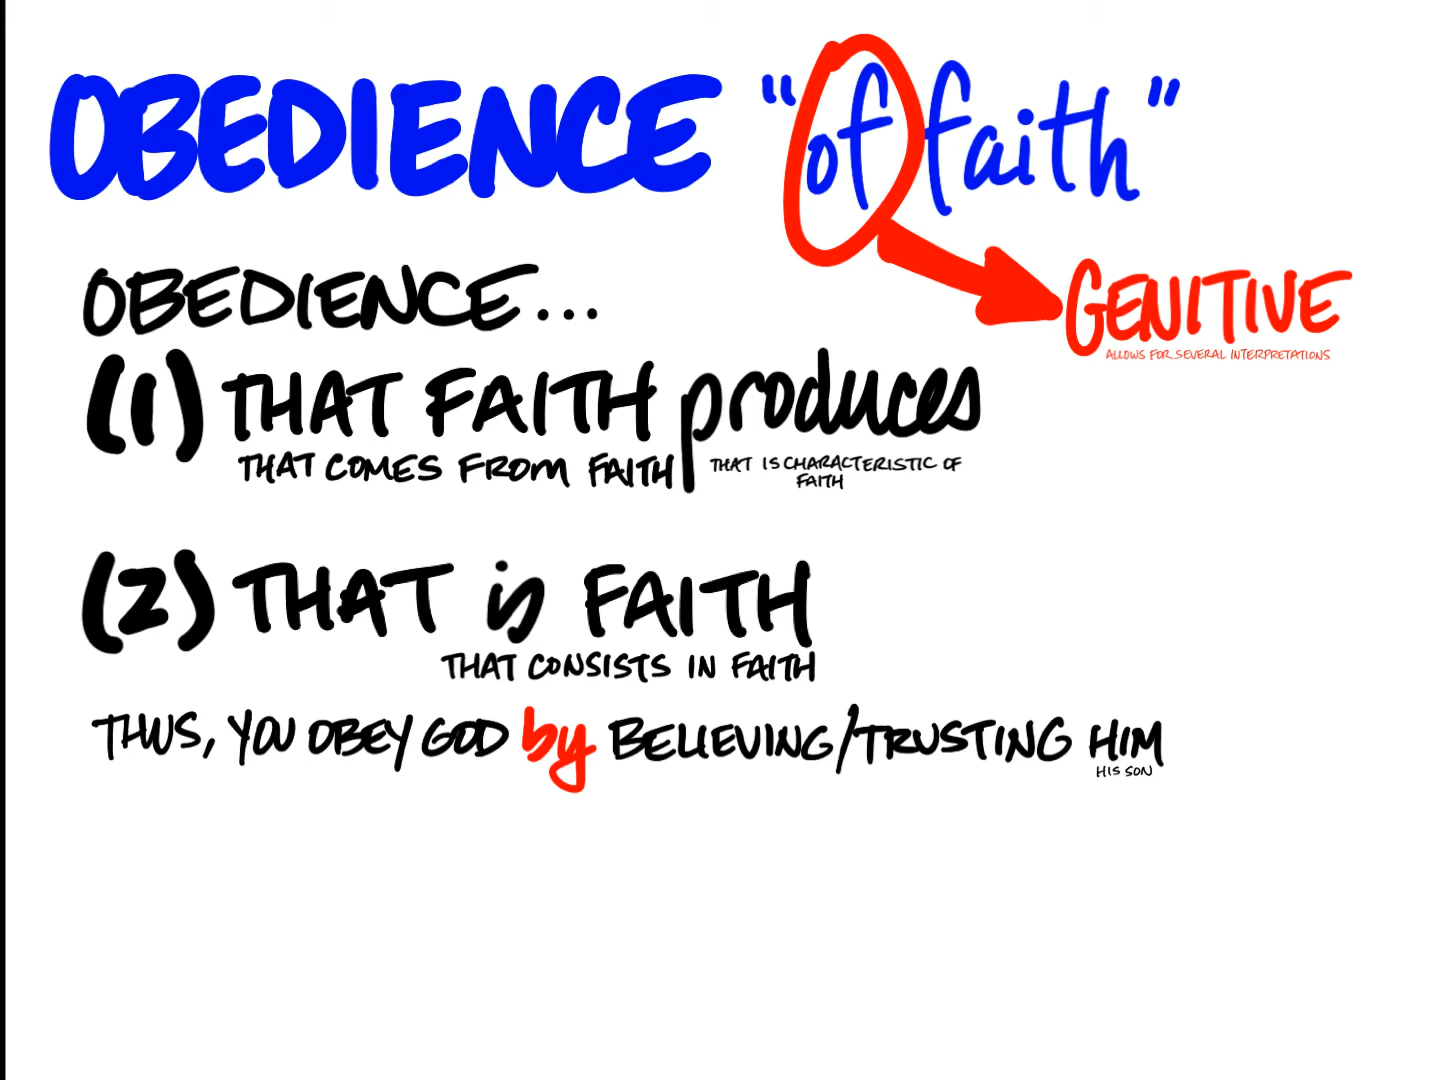 OBEDIENCE "of faith"
GENITIVE
ALLOWS FOR SEVERAL INTERPRETATIONS
OBEDIENCE...
(1) THAT FAITH produces
THAT COMES FROM FAITH
THAT IS CHARACTERISTIC OF
FAITH
(2) THAT is FAITH
THAT CONSISTS IN FAITH
THUS, YOU OBEY GOD by BELIEVING/TRUSTING HIM
HIS SON